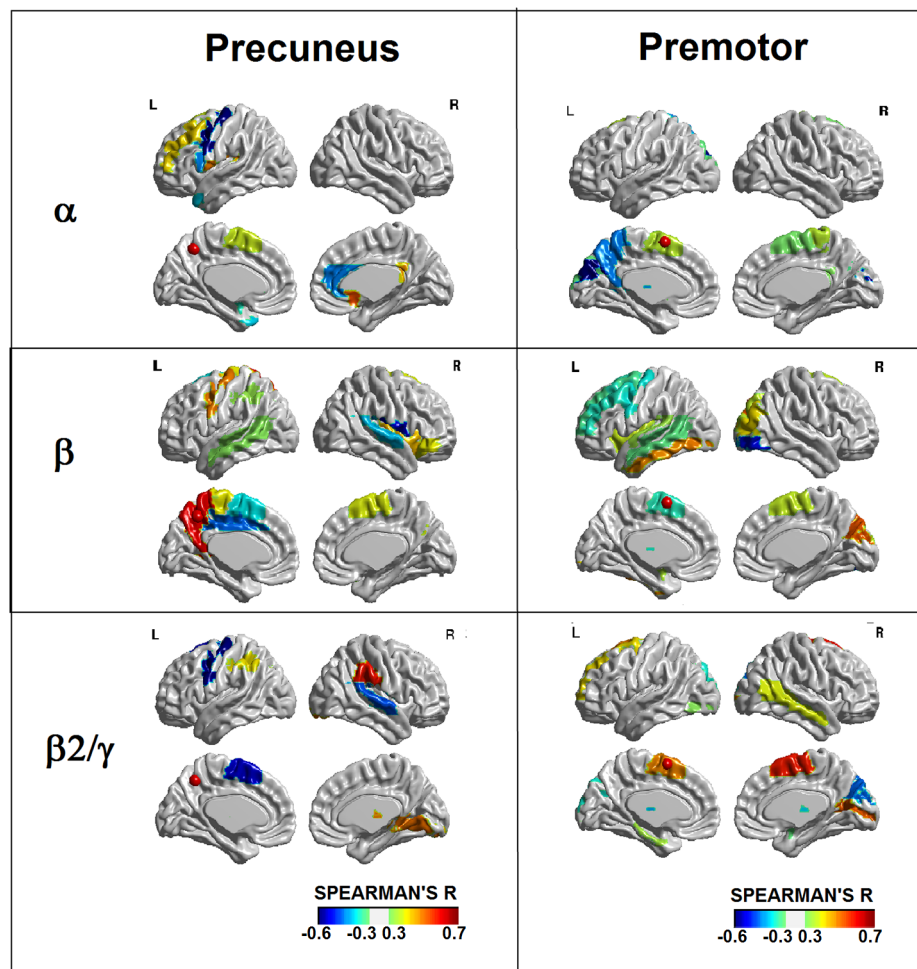 Precuneus Premotor
L R L R
α
L R L R
β
L R L R
β2/γ
SPEARMAN'S R SPEARMAN'S R
-0.6 -0.3 0.3 0.7 -0.6 -0.3 0.3 0.7